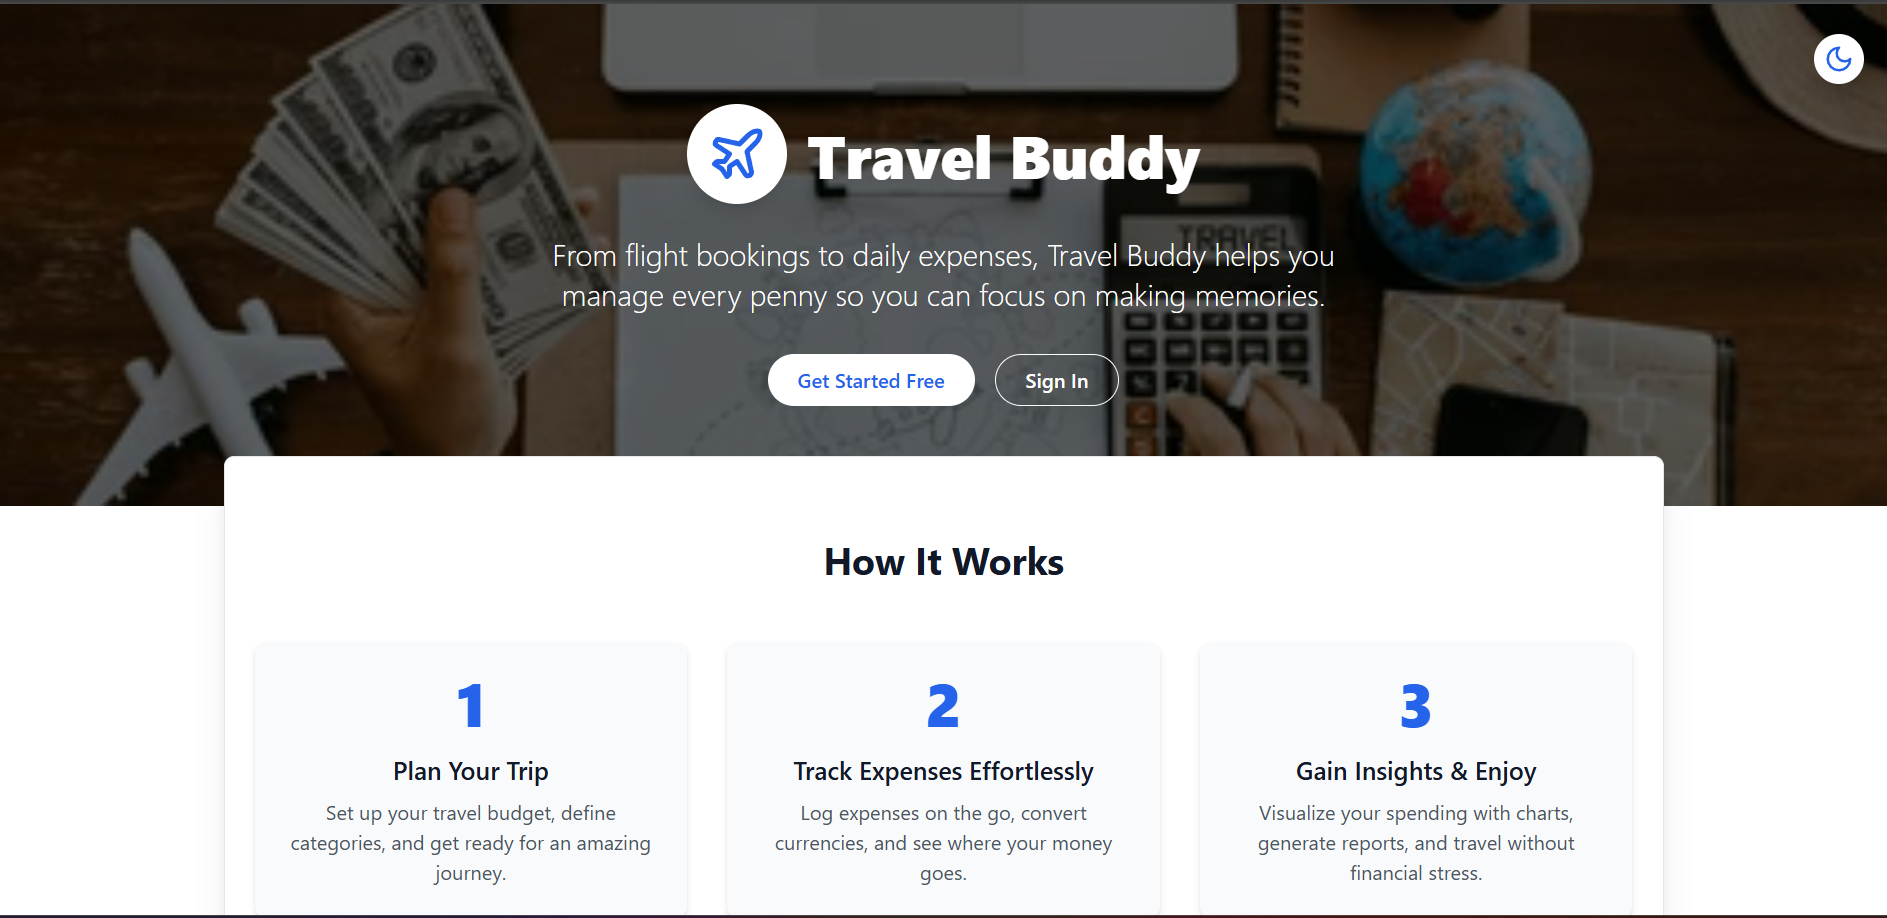 Travel Buddy
TRAVEL
From flight bookings to daily expenses, Travel Buddy helps you
manage every penny so you can focus on making memories.
Get Started Free
Sign In
How It Works
1
2
3
Plan Your Trip
Track Expenses Effortlessly
Gain Insights & Enjoy
Set up your travel budget, define
categories, and get ready for an amazing
journey.
Log expenses on the go, convert
currencies, and see where your money
goes.
Visualize your spending with charts,
generate reports, and travel without
financial stress.